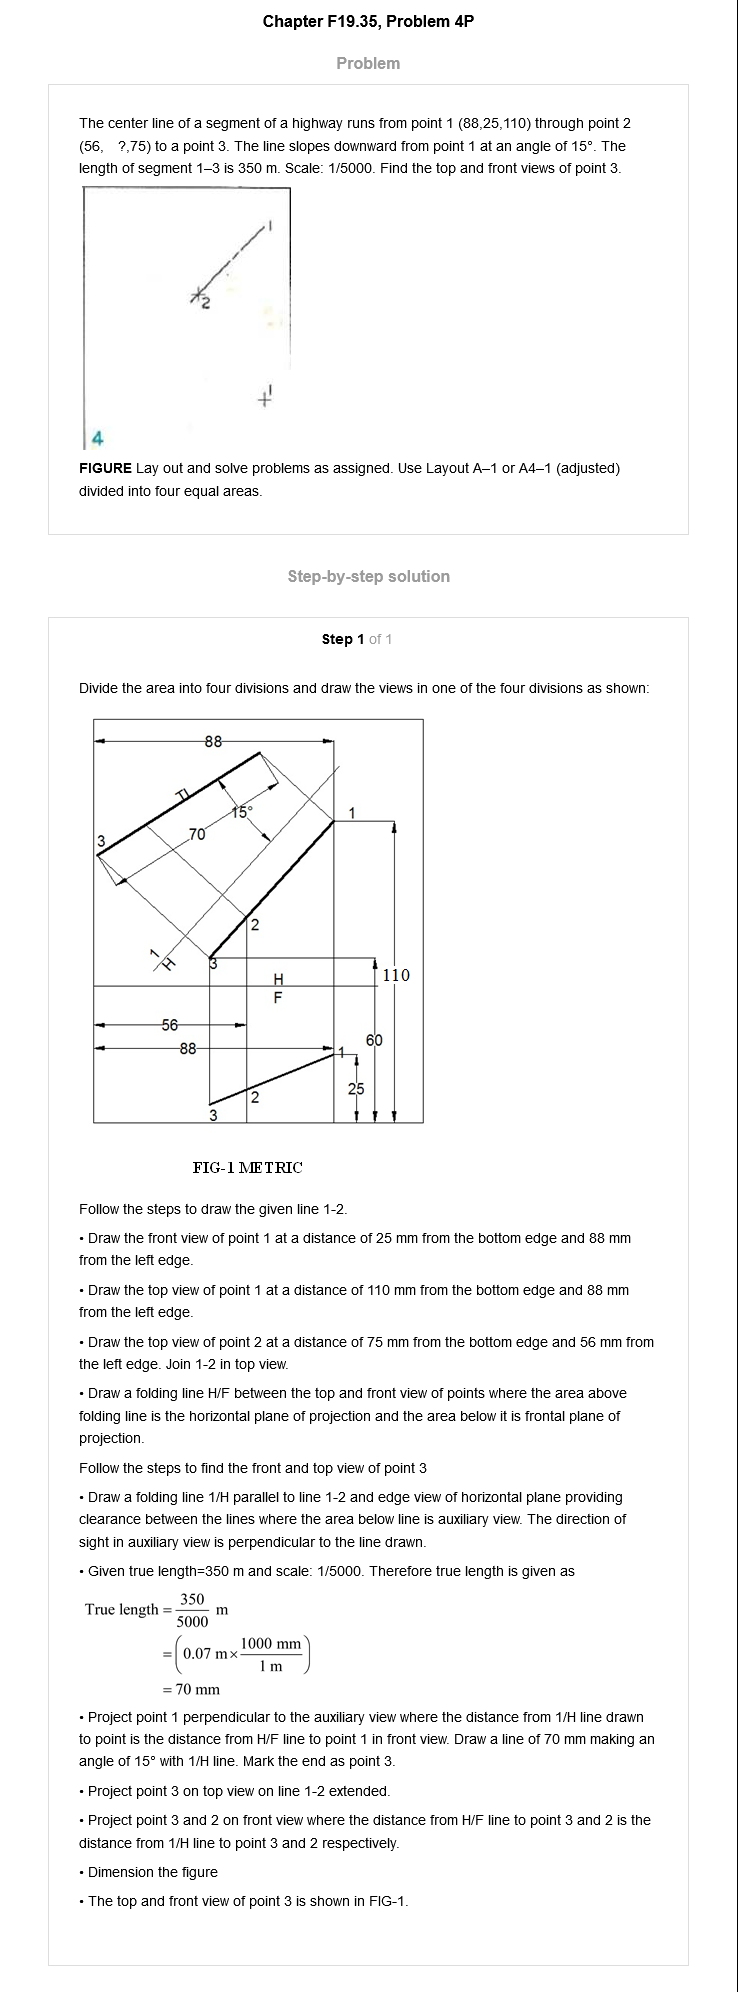 Chapter F19.35, Problem 4P
Problem
The center line of a segment of a highway runs from point 1 (88,25,110) through point 2
(56, ?,75) to a point 3. The line slopes downward from point 1 at an angle of 15°. The
length of segment 1–3 is 350 m. Scale: 1/5000. Find the top and front views of point 3.
1
2
1
4
FIGURE Lay out and solve problems as assigned. Use Layout A–1 or A4–1 (adjusted)
divided into four equal areas.
Step-by-step solution
Step 1 of 1
Divide the area into four divisions and draw the views in one of the four divisions as shown:
88
TL
15°
1
3
70
2
1
H
3
H
F
110
56
60
88
1
25
2
3
FIG-1 METRIC
Follow the steps to draw the given line 1-2.
• Draw the front view of point 1 at a distance of 25 mm from the bottom edge and 88 mm
from the left edge.
• Draw the top view of point 1 at a distance of 110 mm from the bottom edge and 88 mm
from the left edge.
• Draw the top view of point 2 at a distance of 75 mm from the bottom edge and 56 mm from
the left edge. Join 1-2 in top view.
• Draw a folding line H/F between the top and front view of points where the area above
folding line is the horizontal plane of projection and the area below it is frontal plane of
projection.
Follow the steps to find the front and top view of point 3
• Draw a folding line 1/H parallel to line 1-2 and edge view of horizontal plane providing
clearance between the lines where the area below line is auxiliary view. The direction of
sight in auxiliary view is perpendicular to the line drawn.
• Given true length=350 m and scale: 1/5000. Therefore true length is given as
True length = 350/5000 m
= (0.07 m × 1000 mm/1 m)
= 70 mm
• Project point 1 perpendicular to the auxiliary view where the distance from 1/H line drawn
to point is the distance from H/F line to point 1 in front view. Draw a line of 70 mm making an
angle of 15° with 1/H line. Mark the end as point 3.
• Project point 3 on top view on line 1-2 extended.
• Project point 3 and 2 on front view where the distance from H/F line to point 3 and 2 is the
distance from 1/H line to point 3 and 2 respectively.
• Dimension the figure
• The top and front view of point 3 is shown in FIG-1.